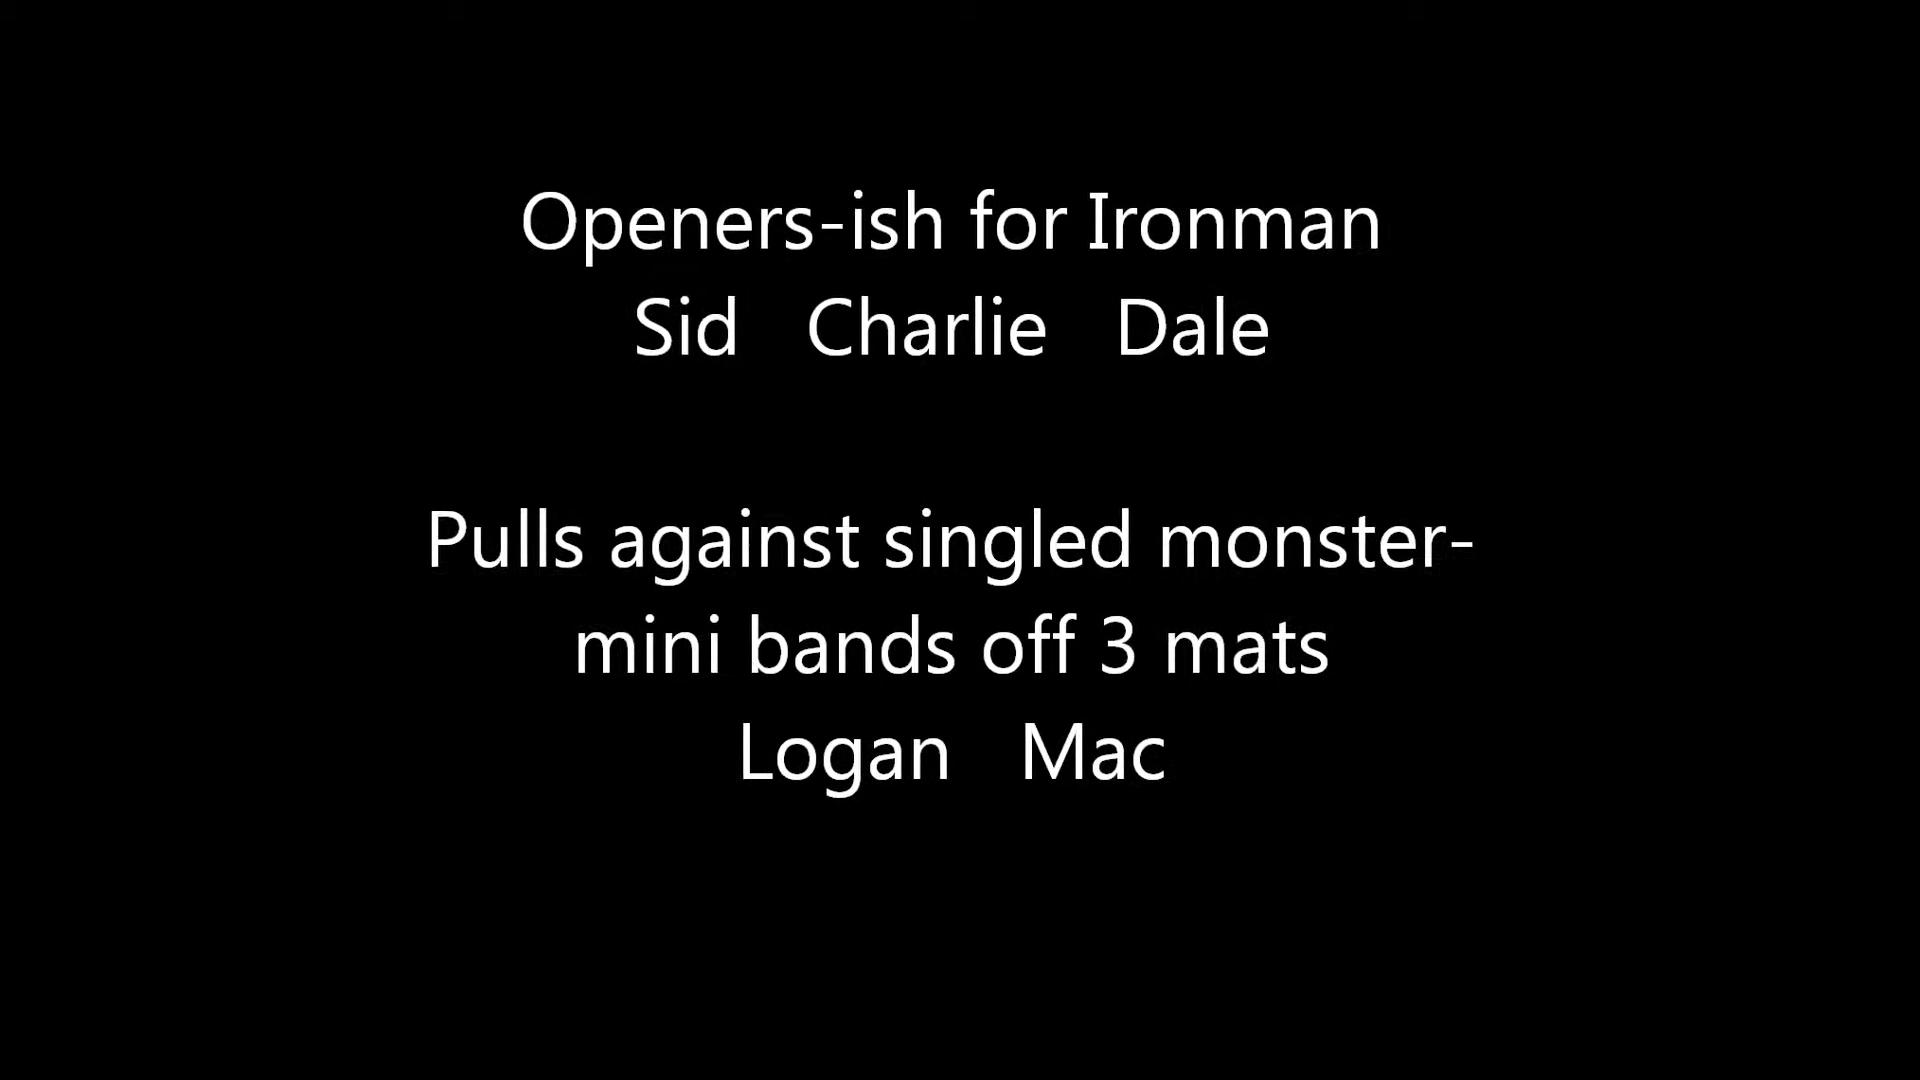 Openers-ish for Ironman
Sid Charlie Dale
Pulls against singled monster-
mini bands off 3 mats
Logan Mac